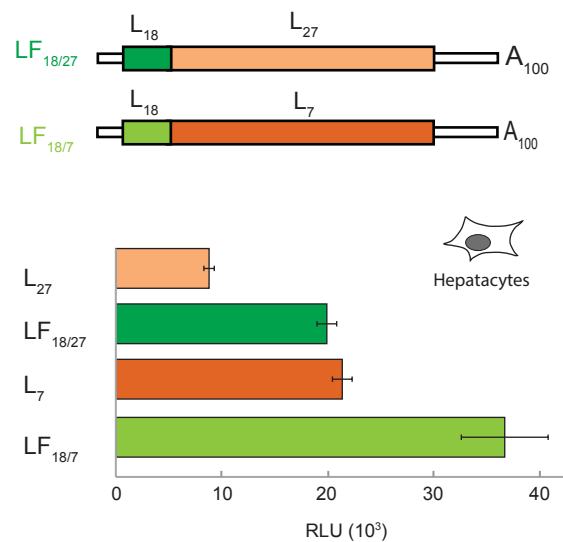 L18 L27
LF18/27 A100
L18 L7
LF18/7 A100
Hepatacytes
L27
LF18/27
L7
LF18/7
0 10 20 30 40
RLU (10³)